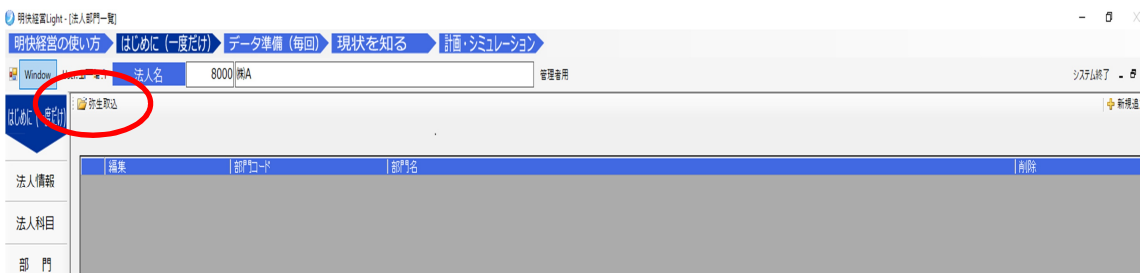 明快経営Light - [法人部門一覧]
明快経営の使い方 はじめに（一度だけ） データ準備（毎回） 現状を知る 計画・シミュレーション
Window 法人名 8000 ㈱A 管理者用 システム終了
はじめに（一度だけ） 弥生取込 新規追
編集 部門コード 部門名 削除
法人情報
法人科目
部 門